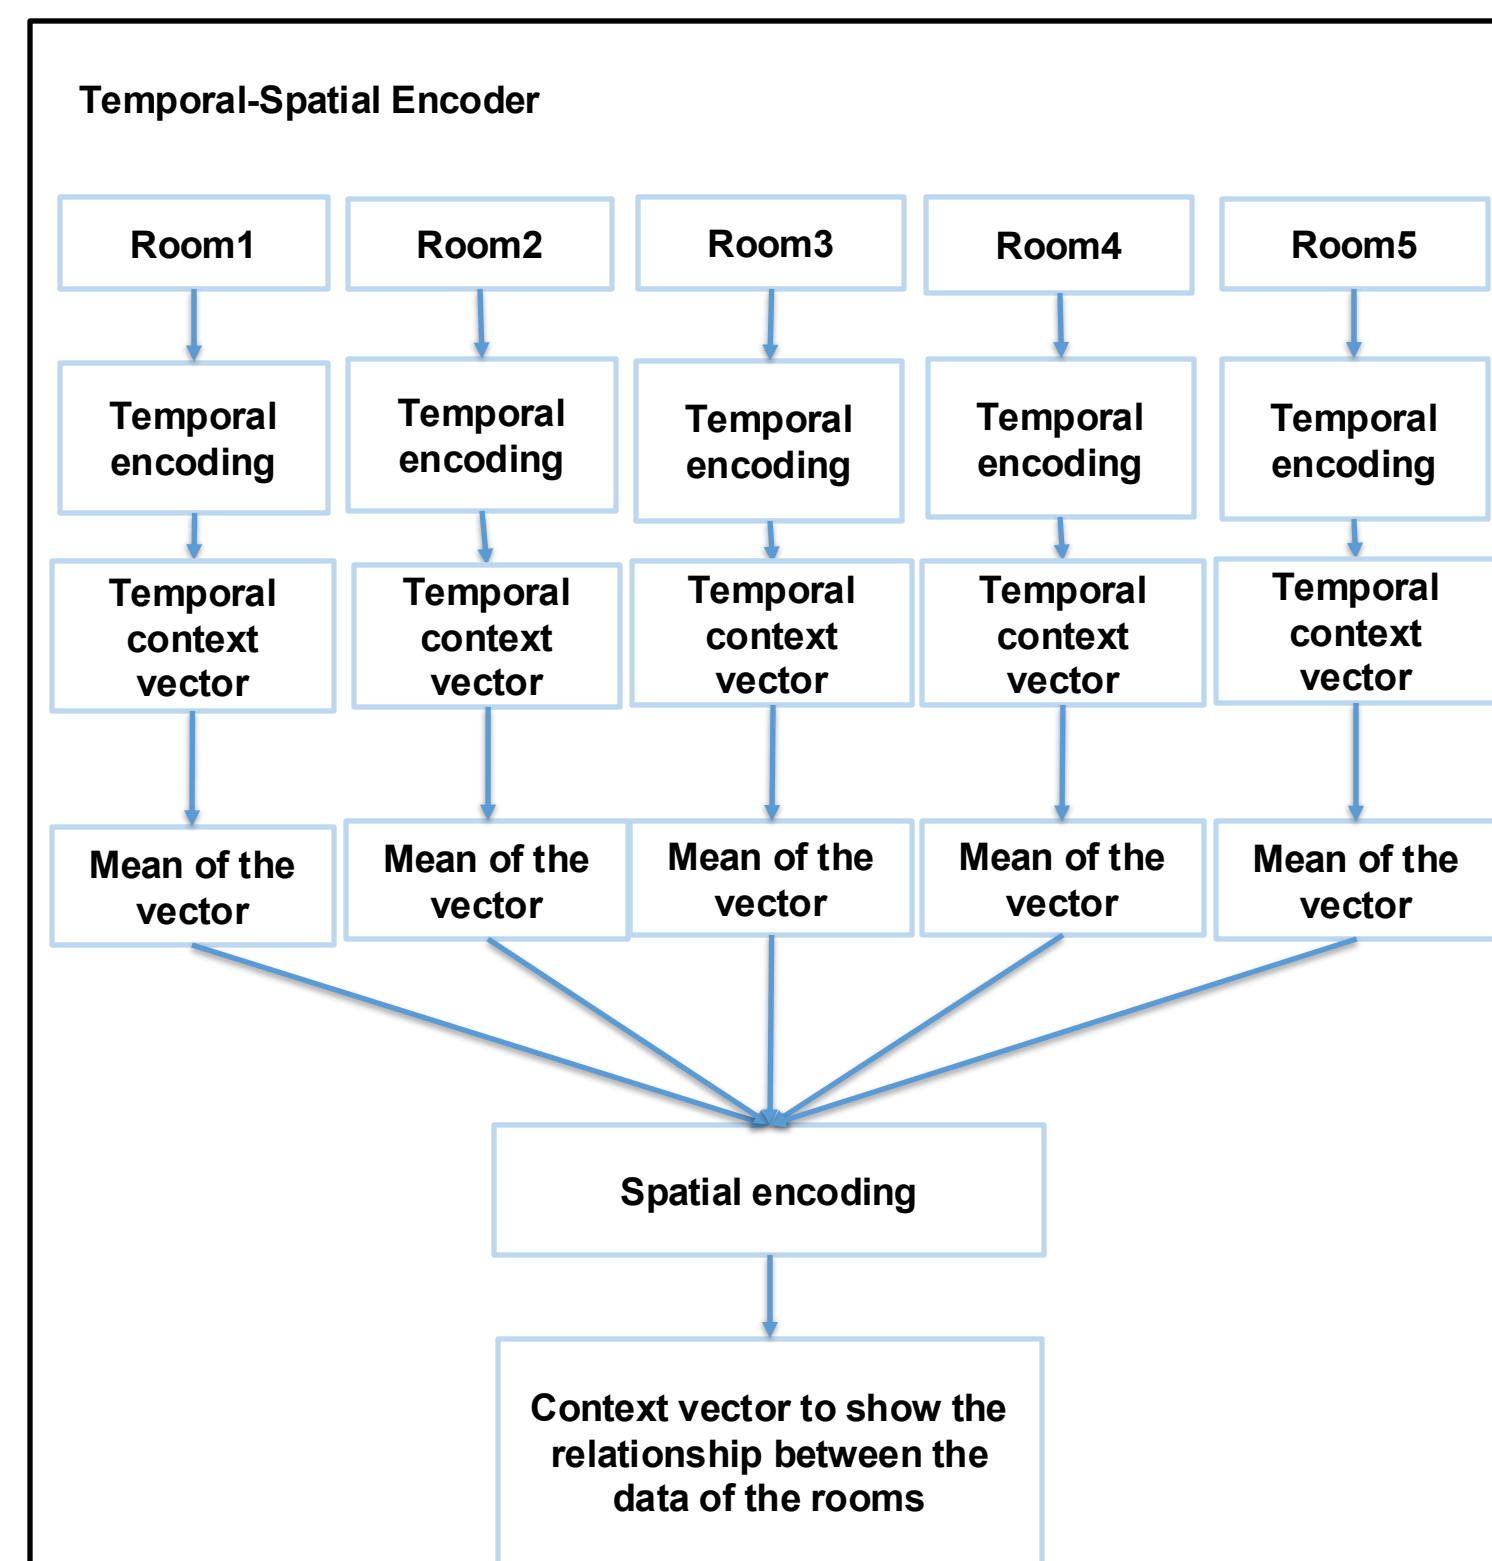 Temporal-Spatial Encoder
Room1
Room2
Room3
Room4
Room5
Temporal
encoding
Temporal
encoding
Temporal
encoding
Temporal
encoding
Temporal
encoding
Temporal
context
vector
Temporal
context
vector
Temporal
context
vector
Temporal
context
vector
Temporal
context
vector
Mean of the
vector
Mean of the
vector
Mean of the
vector
Mean of the
vector
Mean of the
vector
Spatial encoding
Context vector to show the
relationship between the
data of the rooms